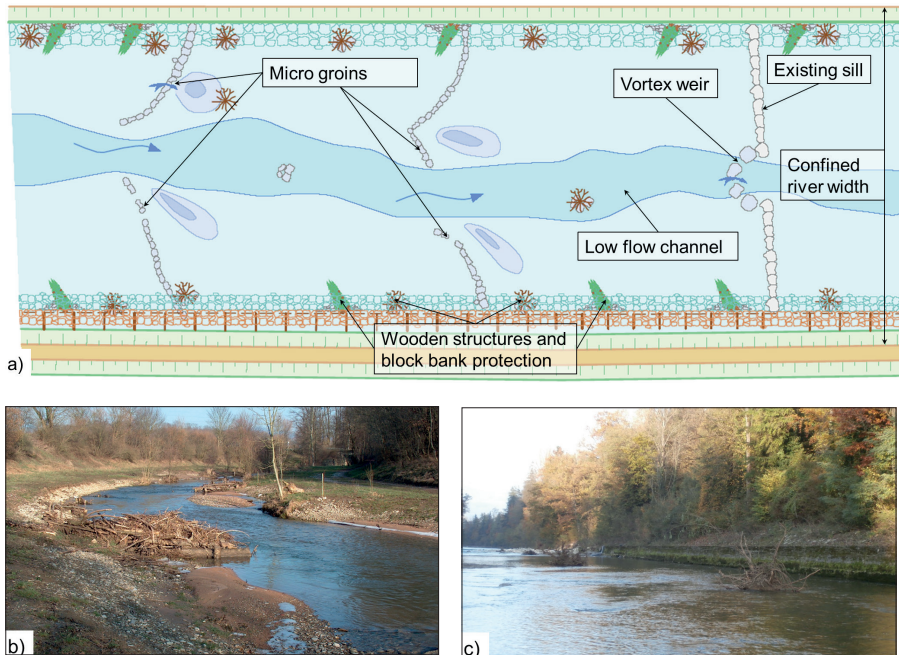 Micro groins
Vortex weir
Existing sill
Confined
river width
Low flow channel
Wooden structures and
block bank protection
a)
b)
c)